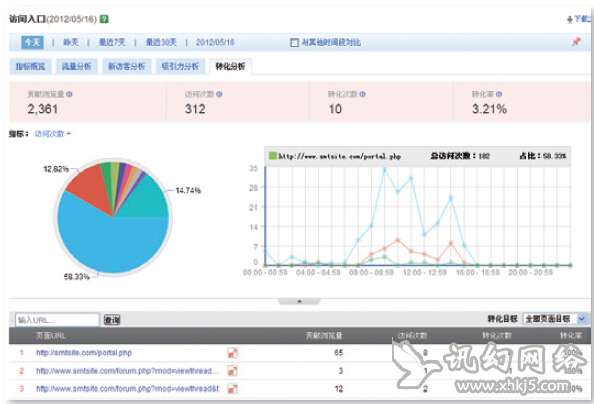 访问入口(2012/05/16)
下载
今天 | 昨天 | 最近7天 | 最近30天 | 2012/05/16 与其他时间段对比
指标概览 流量分析 新访客分析 吸引力分析 转化分析
贡献浏览量 访问次数 转化次数 转化率
2,361 312 10 3.21%
指标： 访问次数
http://www.smtsite.com/portal.php 总访问次数：182 占比：58.33%
12.82%
14.74%
58.33%
35
28
21
14
7
0
00:00 - 00:59 04:00 - 04:59 08:00 - 08:59 12:00 - 12:59 16:00 - 16:59 20:00 - 20:59
输入URL... 查询 转化目标 全部页面目标
页面URL 贡献浏览量 访问次数 转化次数 转化率
1 http://smtsite.com/portal.php 65 8
2 http://www.smtsite.com/forum.php?mod=viewthread... 3 1 1 100%
3 http://www.smtsite.com/forum.php?mod=viewthread&t 12 2
讯幻网络
www.xhkj5.com